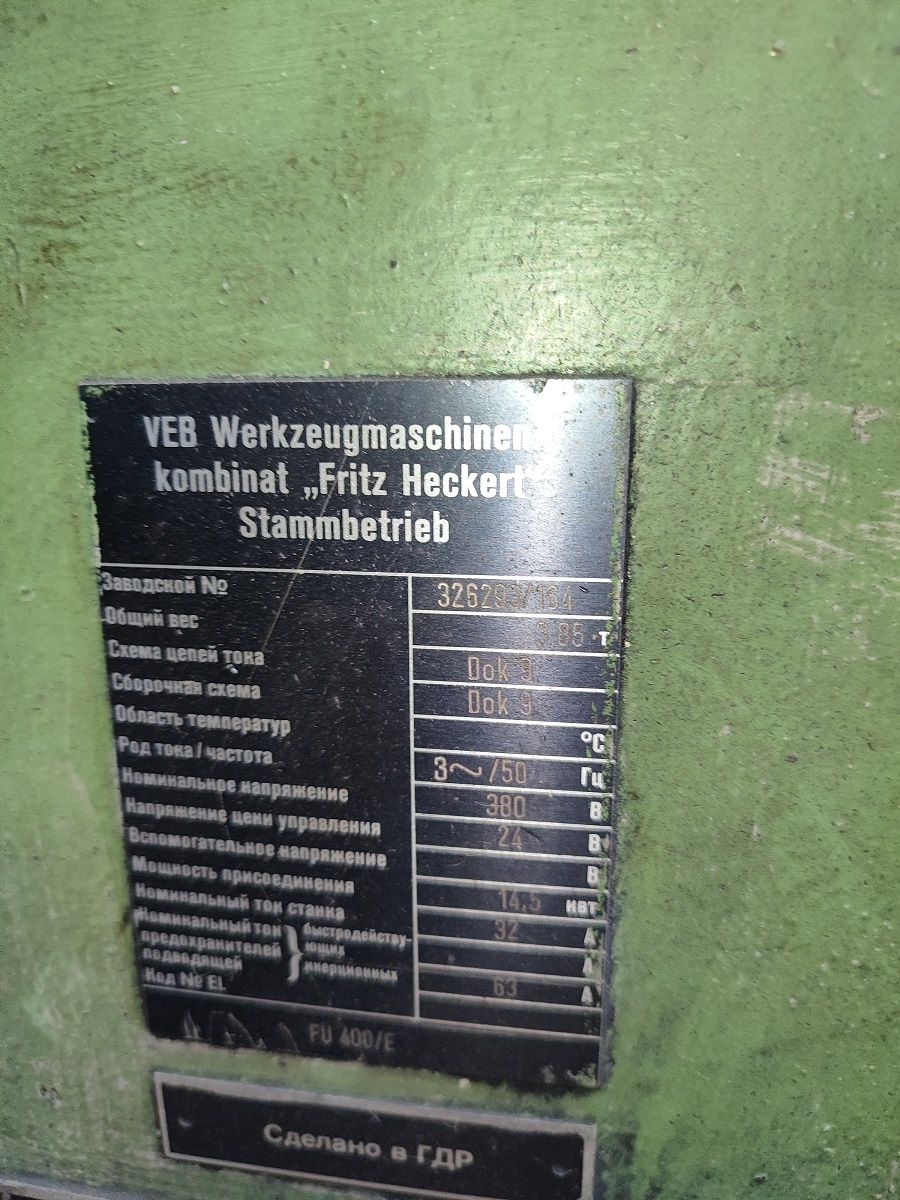 VEB Werkzeugmaschinen
kombinat „Fritz Heckert“
Stammbetrieb
Заводской №
Общий вес 3,85 т
Схема цепей тока Dok 9
Сборочная схема Dok 9
Область температур °C
Род тока / частота 3~/50 Гц
Номинальное напряжение 380 В
Напряжение цепи управления 24 В
Вспомогательное напряжение В
Мощность присоединения 14,5 квт
Номинальный ток станка 32 А
Номинальный ток быстродейству-
предохранителей ющих А
подводящей инерционных 63 А
Код № EL
FU 400/E
Сделано в ГДР